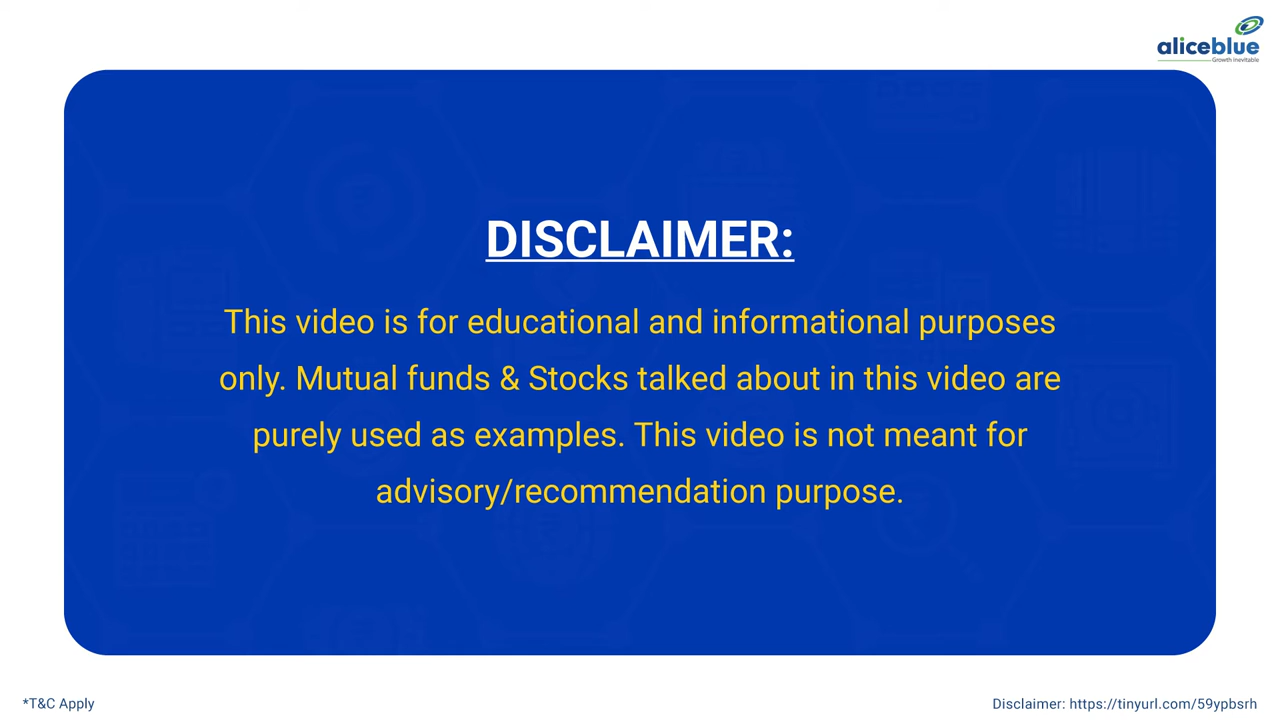 aliceblue
Growth inevitable
DISCLAIMER:
This video is for educational and informational purposes
only. Mutual funds & Stocks talked about in this video are
purely used as examples. This video is not meant for
advisory/recommendation purpose.
*T&C Apply
Disclaimer: https://tinyurl.com/59ypbsrh